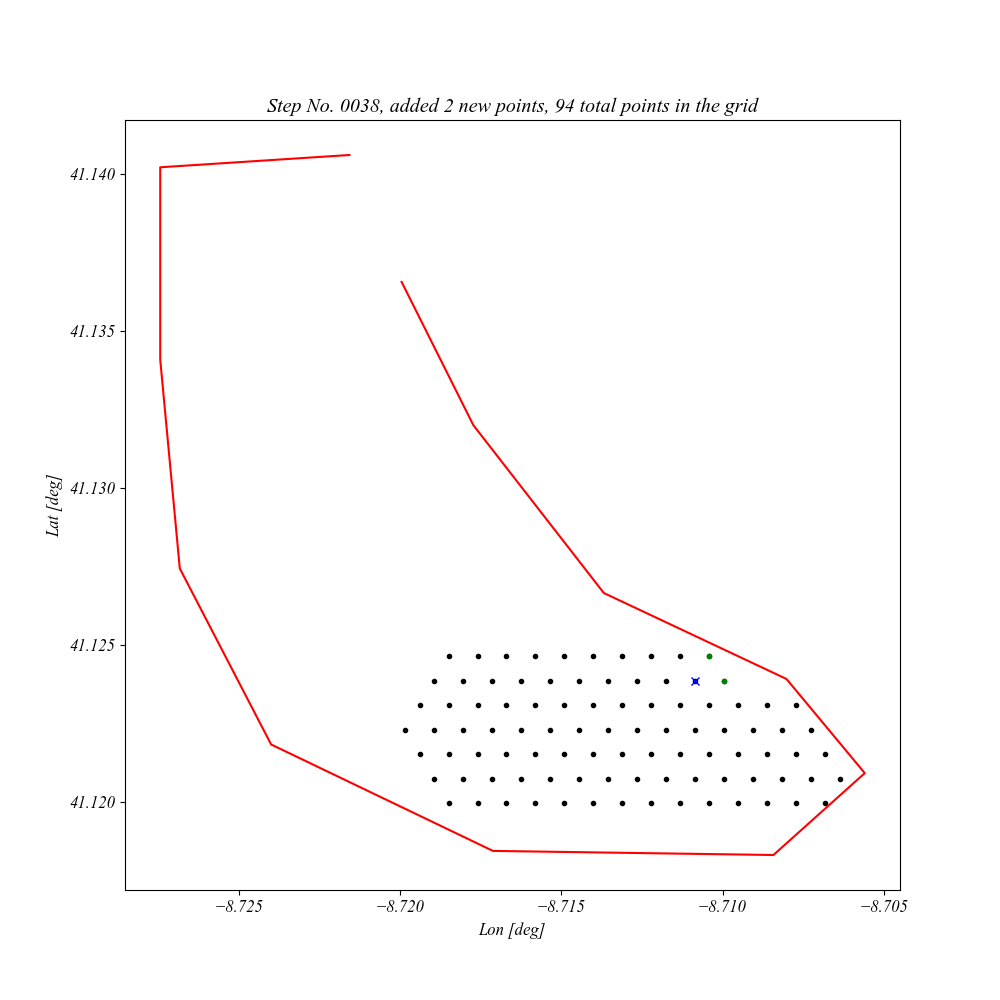 Step No. 0038, added 2 new points, 94 total points in the grid
41.140
41.135
41.130
41.125
41.120
Lat [deg]
−8.725 −8.720 −8.715 −8.710 −8.705
Lon [deg]